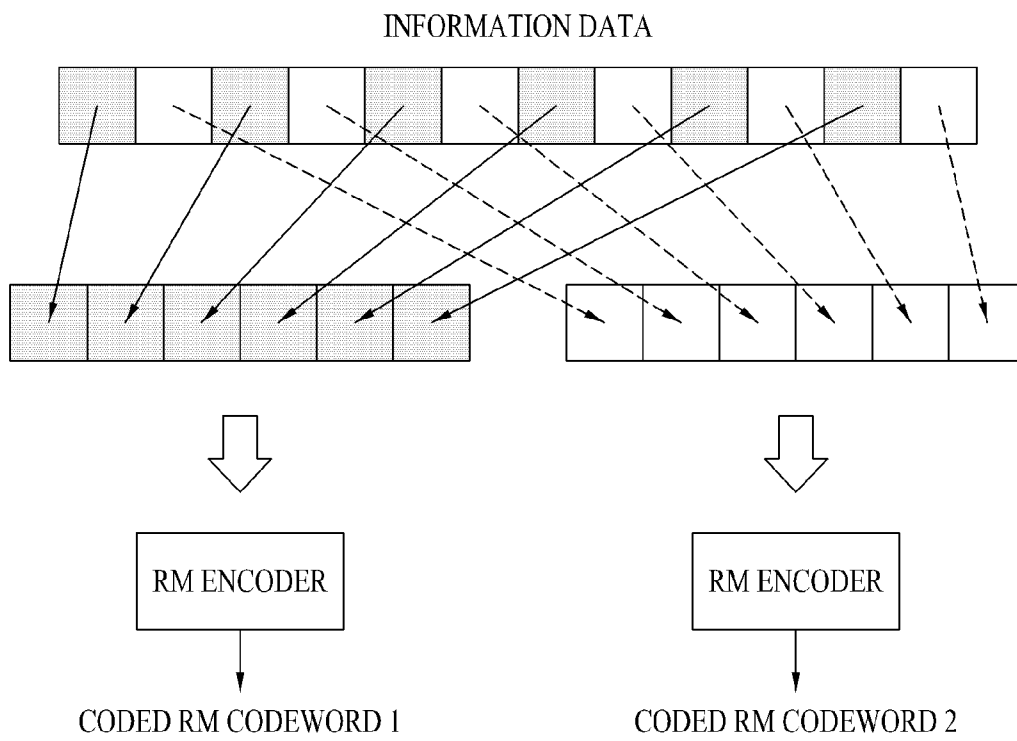 INFORMATION DATA
RM ENCODER
RM ENCODER
CODED RM CODEWORD 1
CODED RM CODEWORD 2